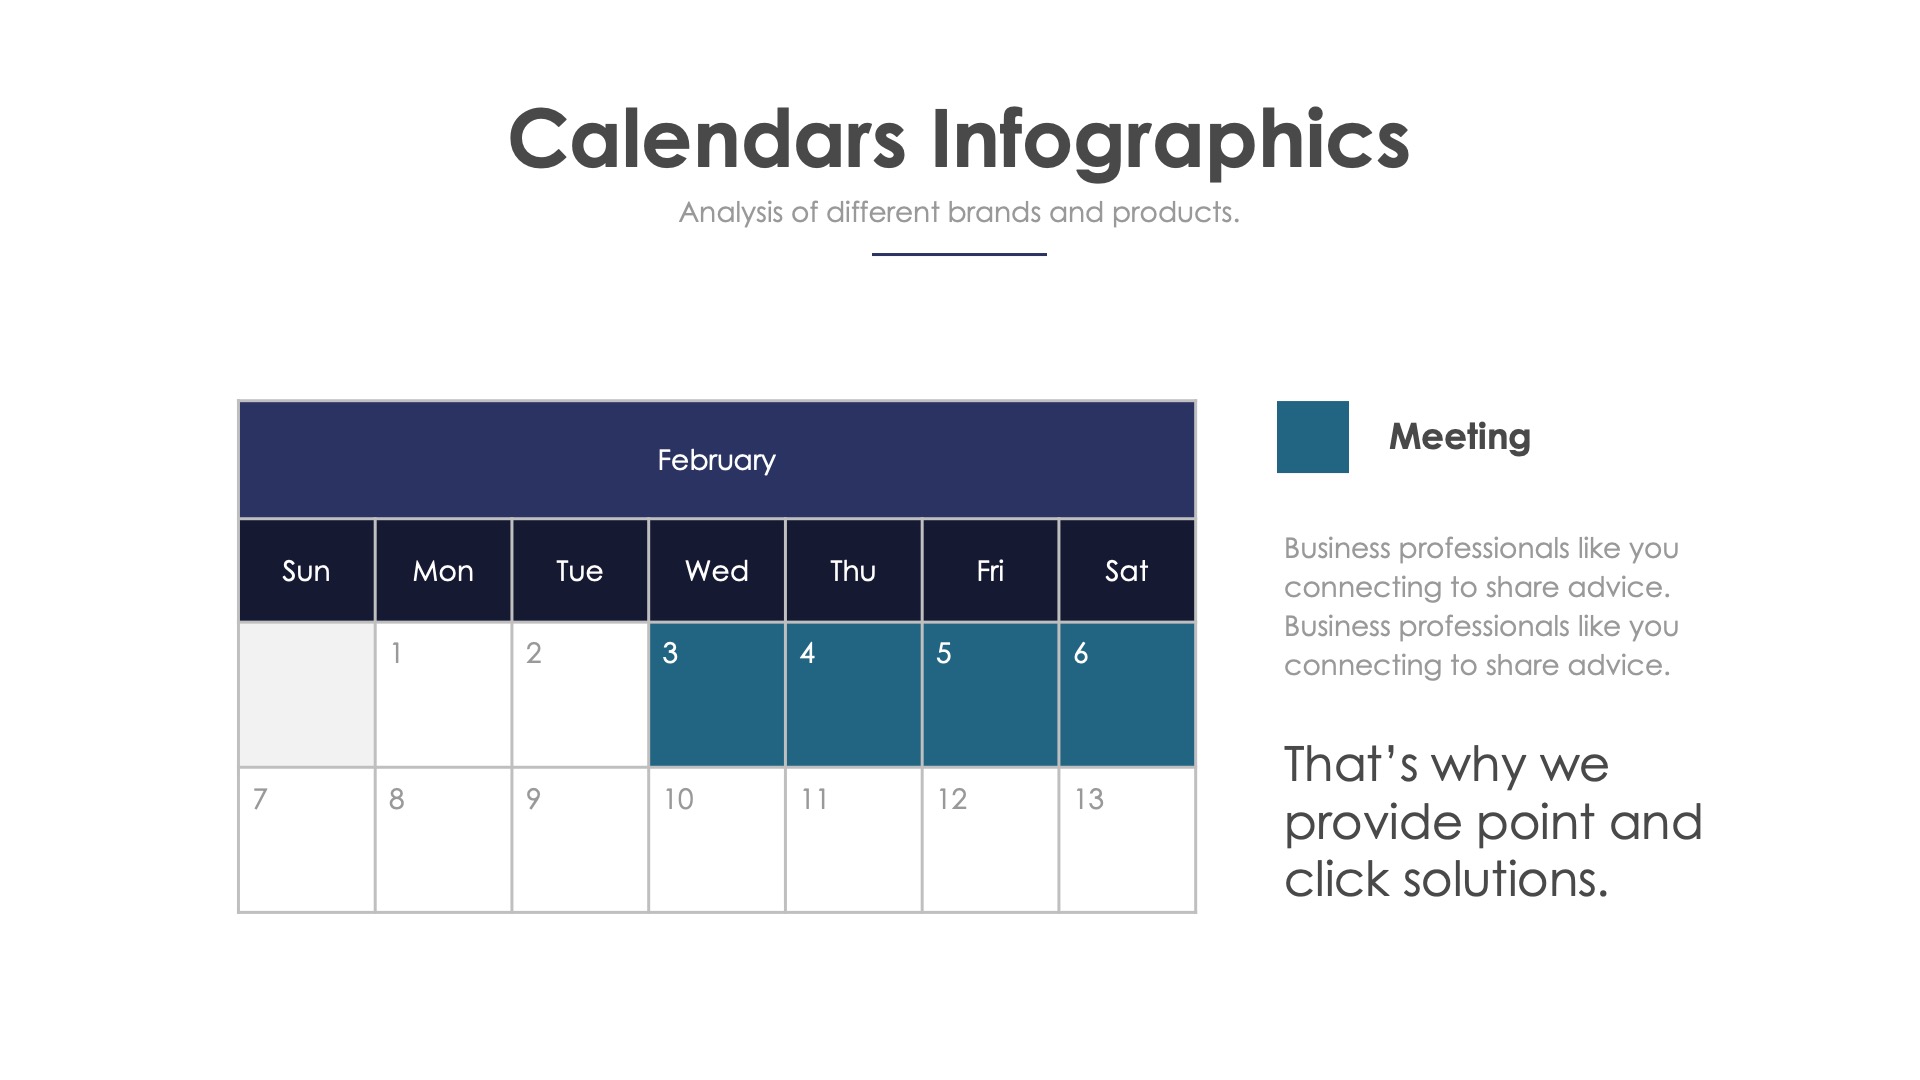 Calendars Infographics
Analysis of different brands and products.
February
Sun Mon Tue Wed Thu Fri Sat
1 2 3 4 5 6
7 8 9 10 11 12 13
Meeting
Business professionals like you
connecting to share advice.
Business professionals like you
connecting to share advice.
That’s why we
provide point and
click solutions.